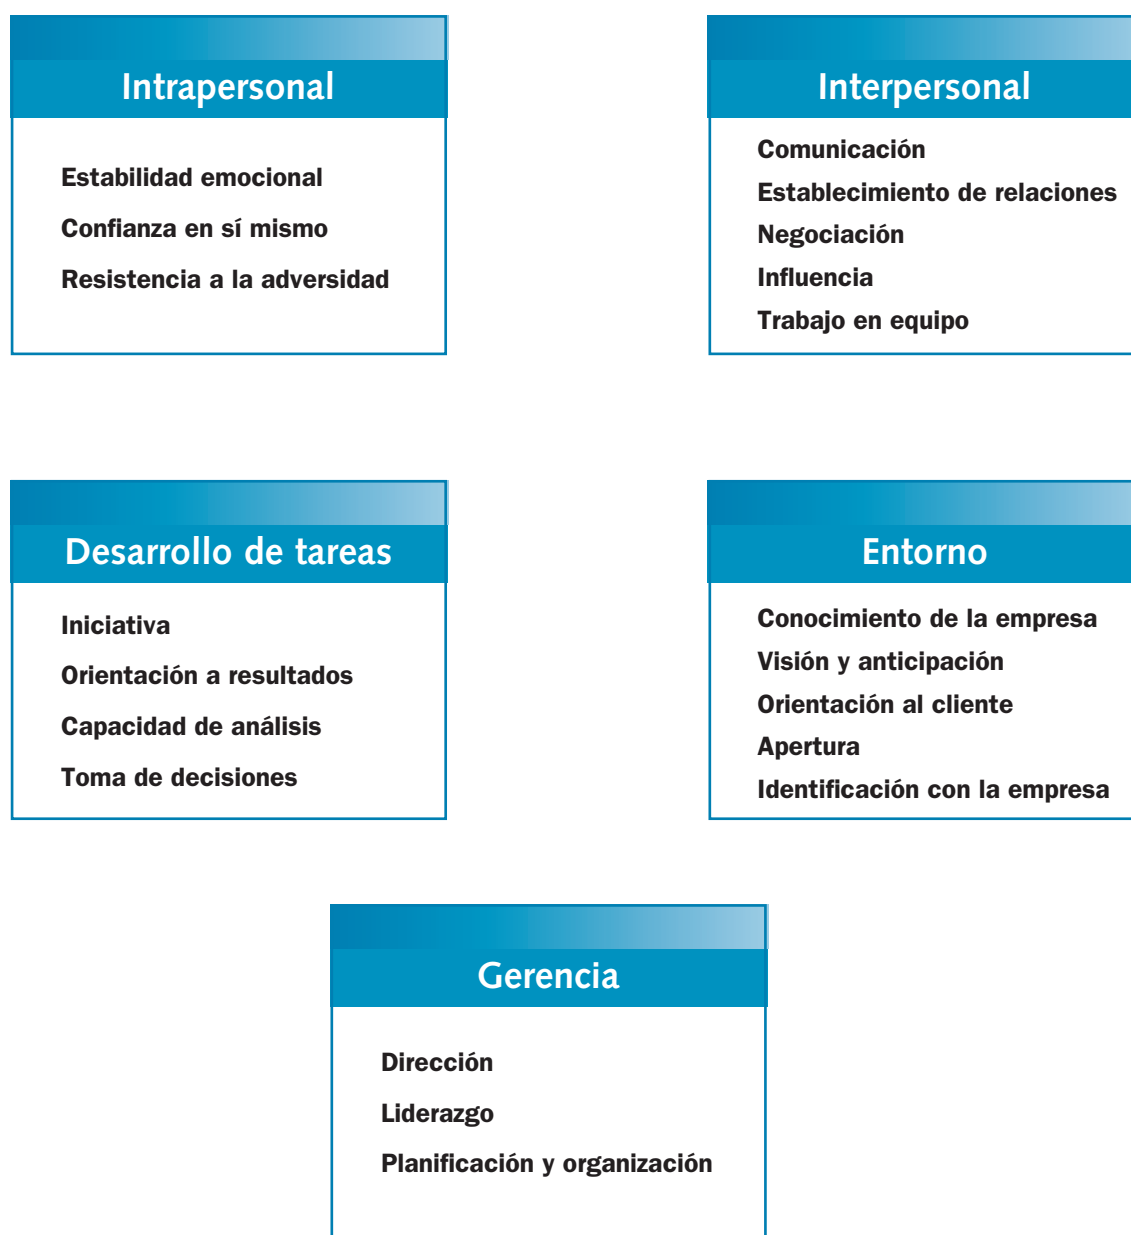 Intrapersonal
Estabilidad emocional
Confianza en sí mismo
Resistencia a la adversidad
Interpersonal
Comunicación
Establecimiento de relaciones
Negociación
Influencia
Trabajo en equipo
Desarrollo de tareas
Iniciativa
Orientación a resultados
Capacidad de análisis
Toma de decisiones
Entorno
Conocimiento de la empresa
Visión y anticipación
Orientación al cliente
Apertura
Identificación con la empresa
Gerencia
Dirección
Liderazgo
Planificación y organización